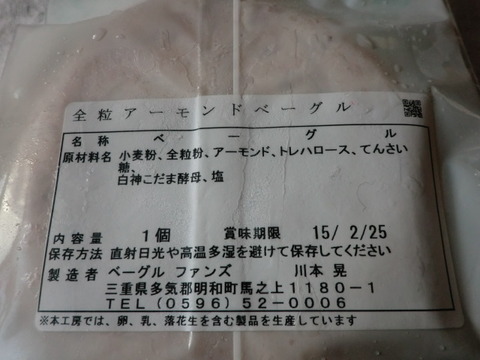 全粒アーモンドベーグル
名称 ベーグル
原材料名 小麦粉、全粒粉、アーモンド、トレハロース、てんさい
糖、
白神こだま酵母、塩
内容量 1個 賞味期限 15/ 2/25
保存方法 直射日光や高温多湿を避けて保存してください
製造者 ベーグル ファンズ 川本 晃
三重県多気郡明和町馬之上1180-1
TEL(0596)52-0006
※本工房では、卵、乳、落花生を含む製品を生産しています